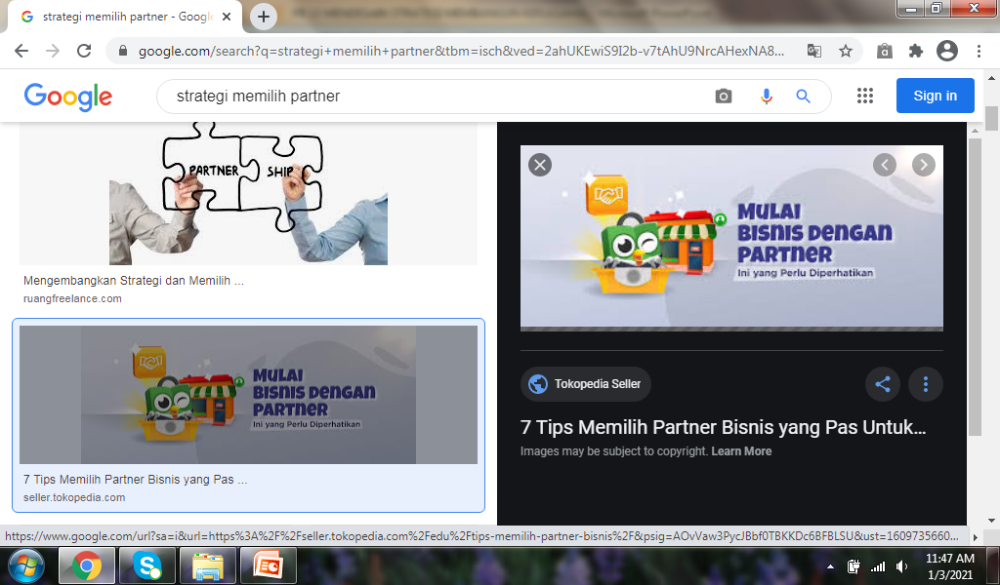 strategi memilih partner - Googl
google.com/search?q=strategi+memilih+partner&tbm=isch&ved=2ahUKEwiS9I2b-v7tAhU9NrcAHexNA8...
Google
strategi memilih partner
Sign in
PARTNER SHIP
Mengembangkan Strategi dan Memilih ...
ruangfreelance.com
MULAI
BISNIS DENGAN
PARTNER
Ini yang Perlu Diperhatikan
7 Tips Memilih Partner Bisnis yang Pas ...
seller.tokopedia.com
MULAI
BISNIS DENGAN
PARTNER
Ini yang Perlu Diperhatikan
Tokopedia Seller
7 Tips Memilih Partner Bisnis yang Pas Untuk...
Images may be subject to copyright. Learn More
https://www.google.com/url?sa=i&url=https%3A%2F%2Fseller.tokopedia.com%2Fedu%2Ftips-memilih-partner-bisnis%2F&psig=AOvVaw3PycJBbf0TBKKDc6BFBLSU&ust=1609735660...
11:47 AM
1/3/2021